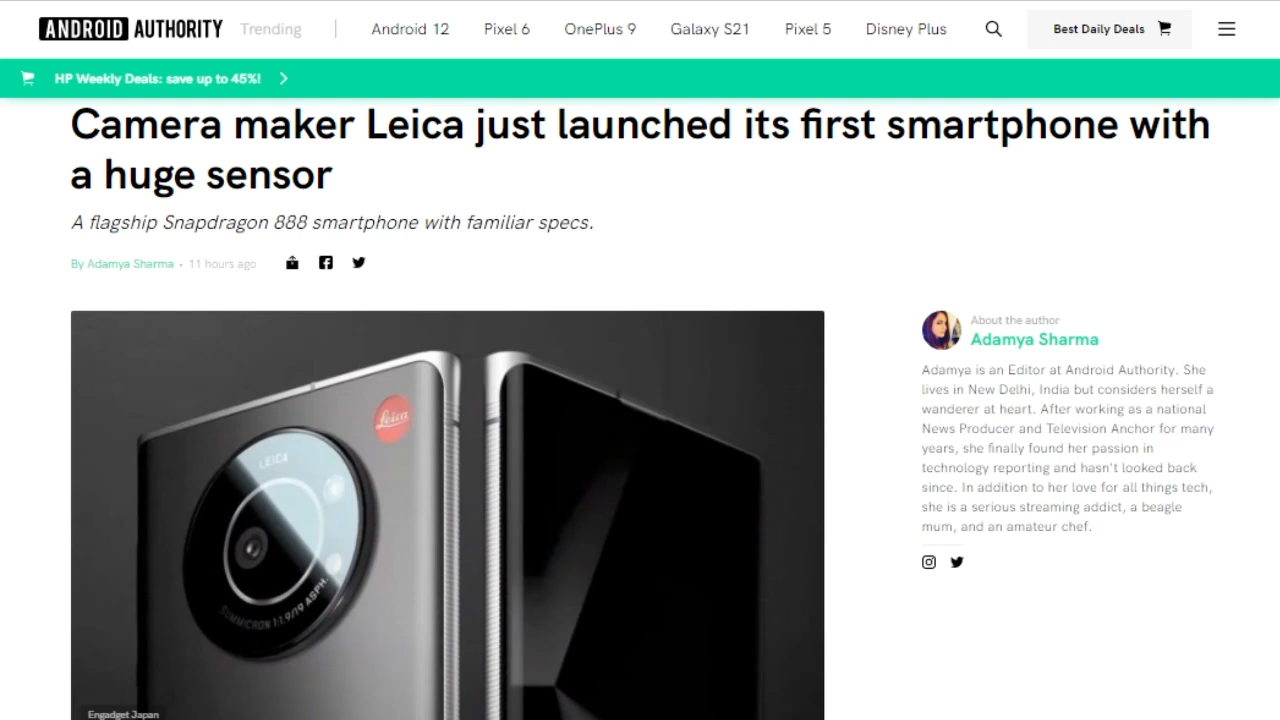 ANDROID AUTHORITY Trending Android 12 Pixel 6 OnePlus 9 Galaxy S21 Pixel 5 Disney Plus Best Daily Deals
HP Weekly Deals: save up to 45%!
Camera maker Leica just launched its first smartphone with
a huge sensor
A flagship Snapdragon 888 smartphone with familiar specs.
By Adamya Sharma • 11 hours ago
Leica
LEICA
SUMMICRON 1:1.9/19 ASPH.
Engadget Japan
About the author
Adamya Sharma
Adamya is an Editor at Android Authority. She
lives in New Delhi, India but considers herself a
wanderer at heart. After working as a national
News Producer and Television Anchor for many
years, she finally found her passion in
technology reporting and hasn't looked back
since. In addition to her love for all things tech,
she is a serious streaming addict, a beagle
mum, and an amateur chef.